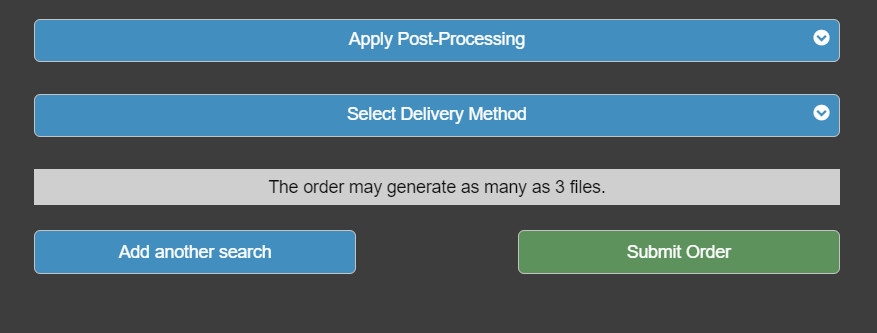 Apply Post-Processing
Select Delivery Method
The order may generate as many as 3 files.
Add another search
Submit Order